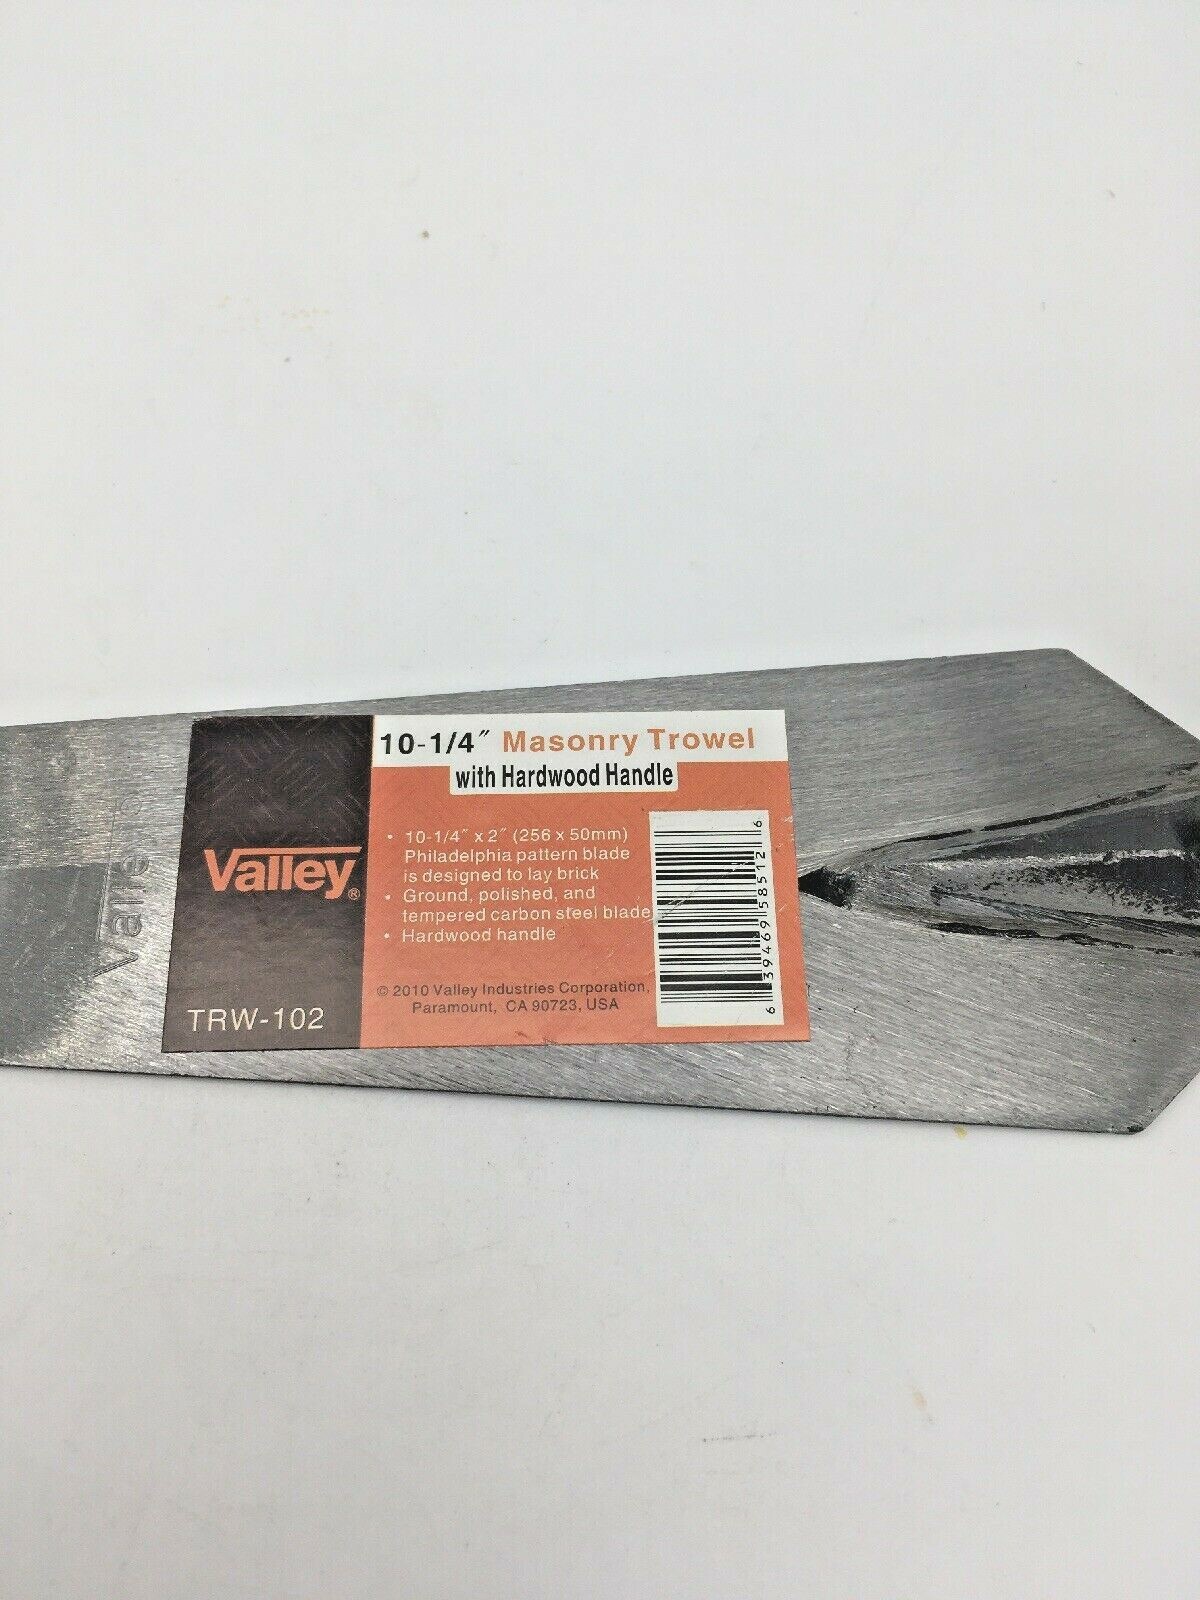 10-1/4″ Masonry Trowel
with Hardwood Handle
Valley®
TRW-102
• 10-1/4″ x 2″ (256 x 50mm)
Philadelphia pattern blade
is designed to lay brick
• Ground, polished, and
tempered carbon steel blade
• Hardwood handle
© 2010 Valley Industries Corporation,
Paramount, CA 90723, USA
6 39469 58512 6